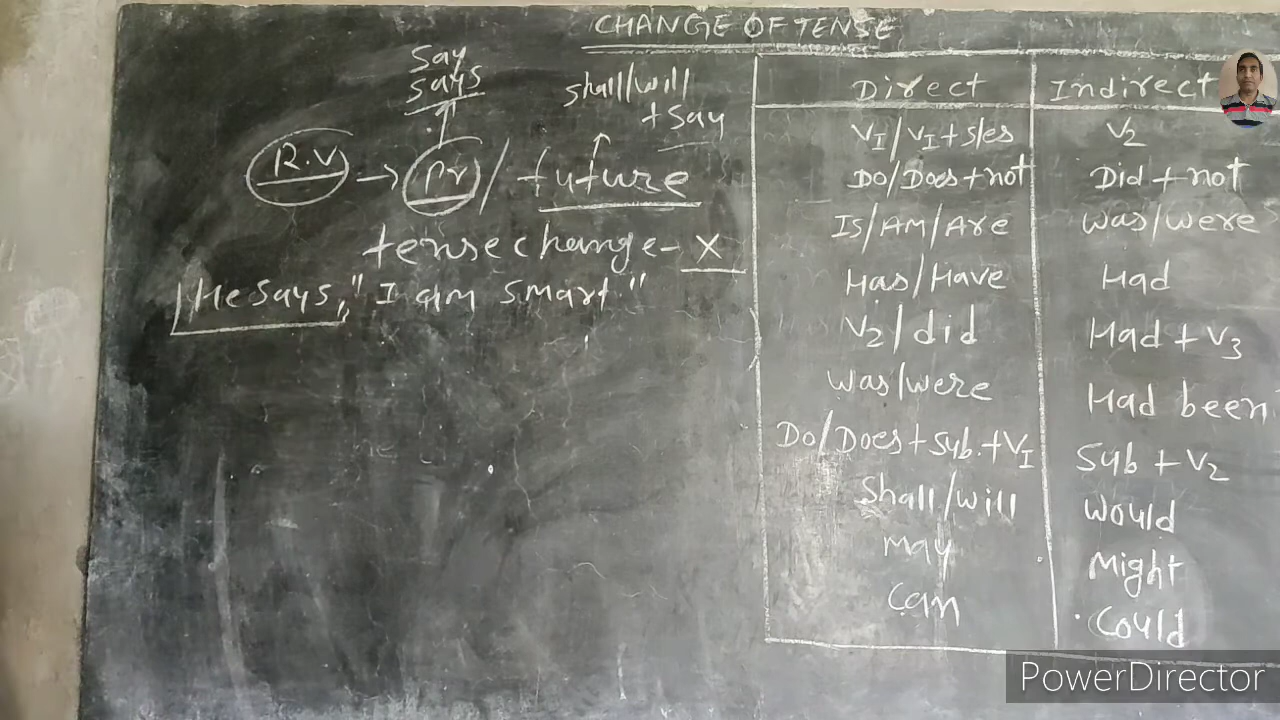 CHANGE OF TENSE
say
says
shall/will
+ say
R.V → Pr / future
tense change - X
He says, "I am smart."
Direct Indirect
V1/V1+s/es V2
Do/Does+not Did+not
Is/Am/Are was/were
Has/Have Had
V2/did Had+V3
was/were Had been
Do/Does+Sub.+V1 Sub+V2
Shall/will would
May Might
Can Could
PowerDirector